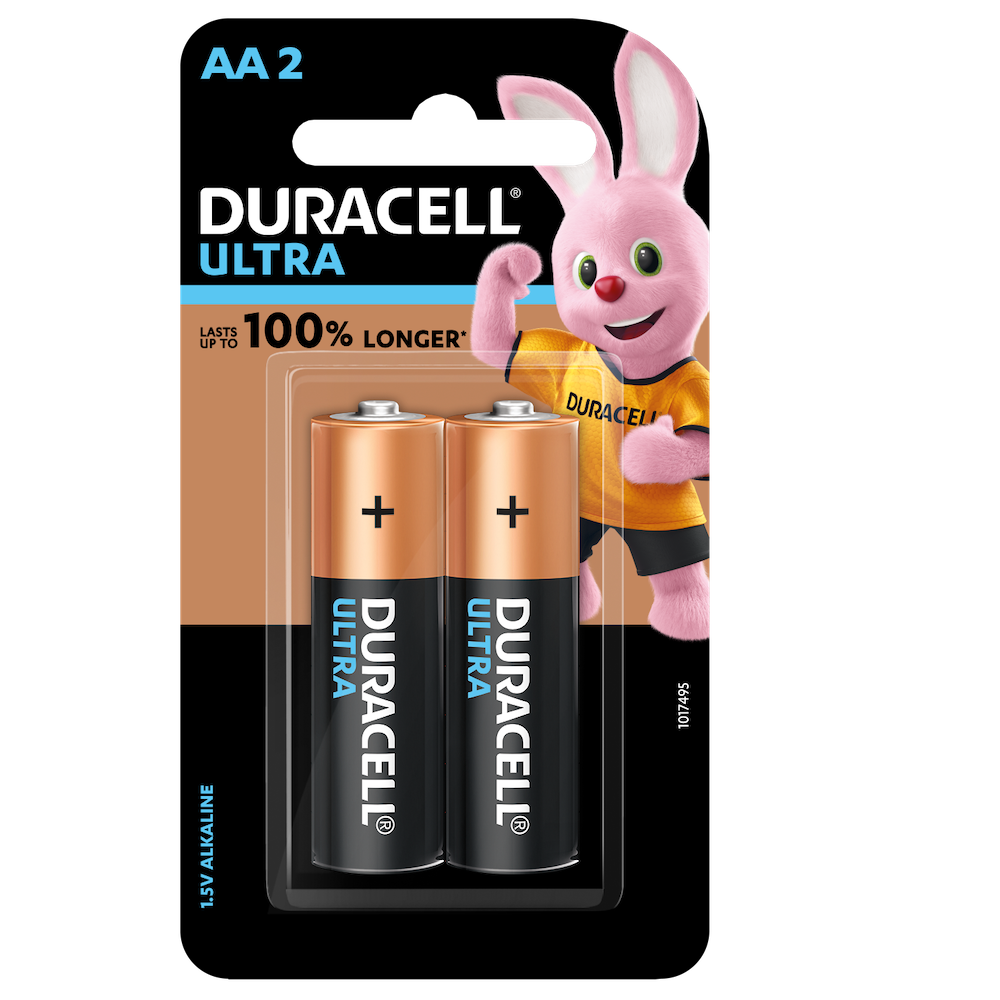 AA 2
DURACELL®
ULTRA
LASTS UP TO 100% LONGER*
DURACELL
+
+
DURACELL®
ULTRA
DURACELL®
ULTRA
1017495
1.5V ALKALINE